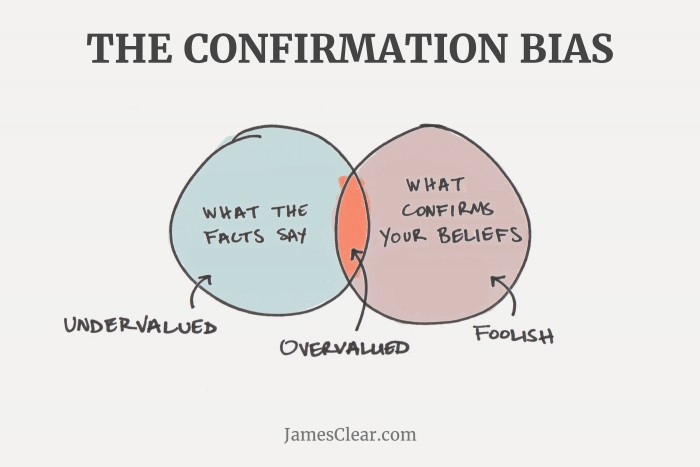 THE CONFIRMATION BIAS
WHAT THE
FACTS SAY
WHAT
CONFIRMS
YOUR BELIEFS
UNDERVALUED
OVERVALUED
FOOLISH
JamesClear.com